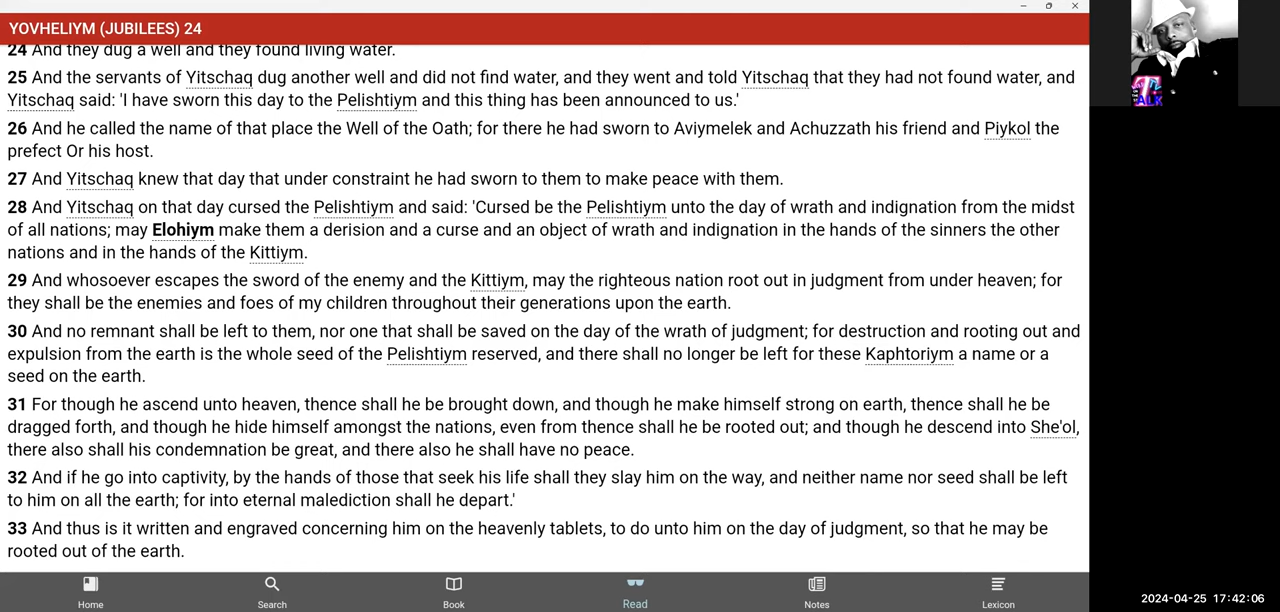 YOVHELIYM (JUBILEES) 24
24 And they dug a well and they found living water.
25 And the servants of Yitschaq dug another well and did not find water, and they went and told Yitschaq that they had not found water, and
Yitschaq said: 'I have sworn this day to the Pelishtiym and this thing has been announced to us.'
26 And he called the name of that place the Well of the Oath; for there he had sworn to Aviymelek and Achuzzath his friend and Piykol the
prefect Or his host.
27 And Yitschaq knew that day that under constraint he had sworn to them to make peace with them.
28 And Yitschaq on that day cursed the Pelishtiym and said: 'Cursed be the Pelishtiym unto the day of wrath and indignation from the midst
of all nations; may Elohiym make them a derision and a curse and an object of wrath and indignation in the hands of the sinners the other
nations and in the hands of the Kittiym.
29 And whosoever escapes the sword of the enemy and the Kittiym, may the righteous nation root out in judgment from under heaven; for
they shall be the enemies and foes of my children throughout their generations upon the earth.
30 And no remnant shall be left to them, nor one that shall be saved on the day of the wrath of judgment; for destruction and rooting out and
expulsion from the earth is the whole seed of the Pelishtiym reserved, and there shall no longer be left for these Kaphtoriym a name or a
seed on the earth.
31 For though he ascend unto heaven, thence shall he be brought down, and though he make himself strong on earth, thence shall he be
dragged forth, and though he hide himself amongst the nations, even from thence shall he be rooted out; and though he descend into She'ol,
there also shall his condemnation be great, and there also he shall have no peace.
32 And if he go into captivity, by the hands of those that seek his life shall they slay him on the way, and neither name nor seed shall be left
to him on all the earth; for into eternal malediction shall he depart.'
33 And thus is it written and engraved concerning him on the heavenly tablets, to do unto him on the day of judgment, so that he may be
rooted out of the earth.
Home Search Book Read Notes Lexicon
2024-04-25 17:42:06